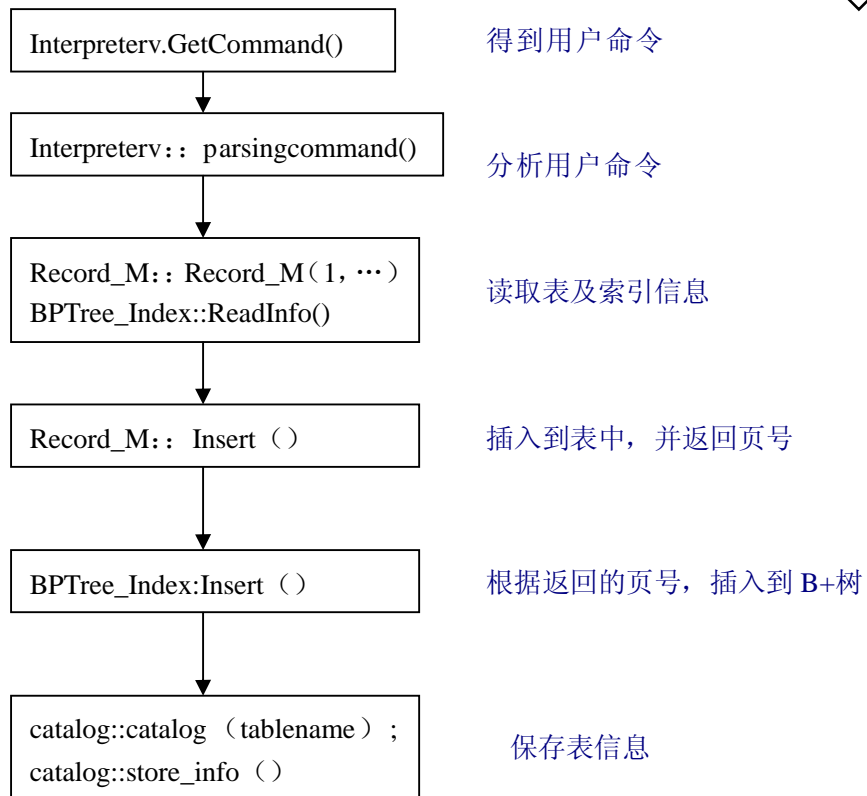 Interpreterv.GetCommand()
得到用户命令
Interpreterv：：parsingcommand()
分析用户命令
Record_M：：Record_M（1，…）
BPTree_Index::ReadInfo()
读取表及索引信息
Record_M：：Insert（）
插入到表中，并返回页号
BPTree_Index:Insert（）
根据返回的页号，插入到 B+树
catalog::catalog（tablename）;
catalog::store_info（）
保存表信息